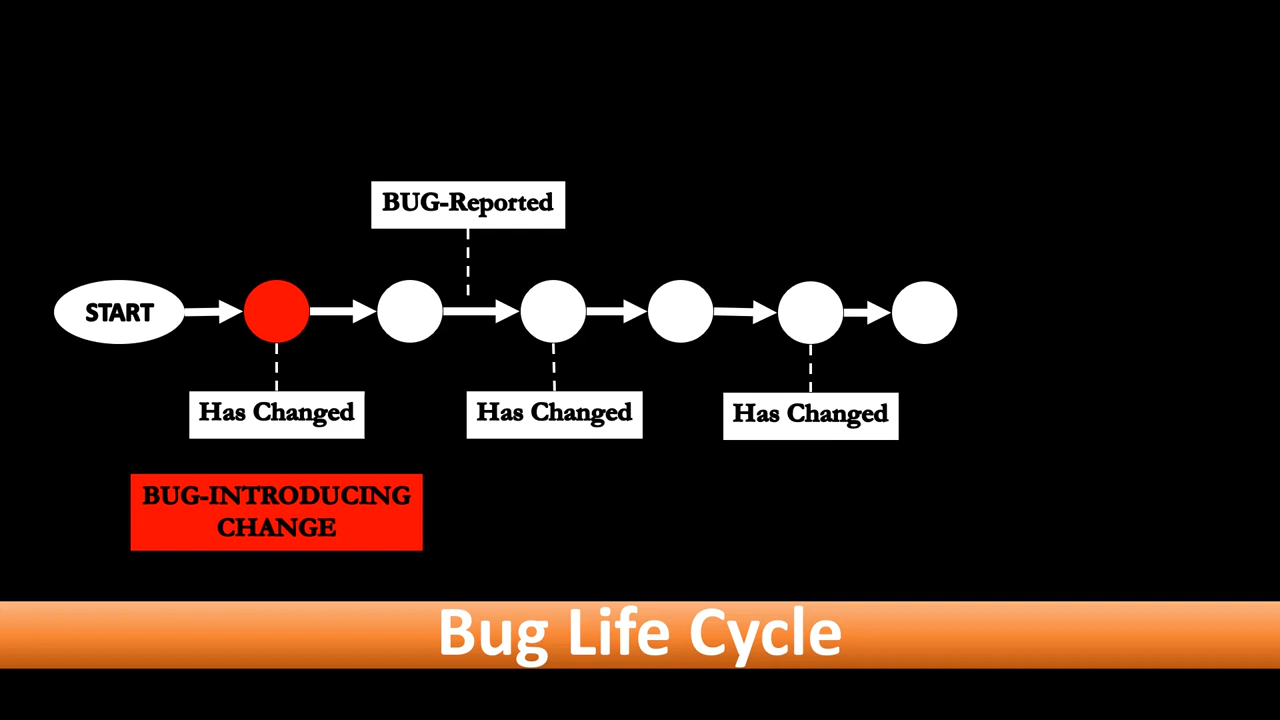 BUG-Reported
START
Has Changed
Has Changed
Has Changed
BUG-INTRODUCING
CHANGE
Bug Life Cycle